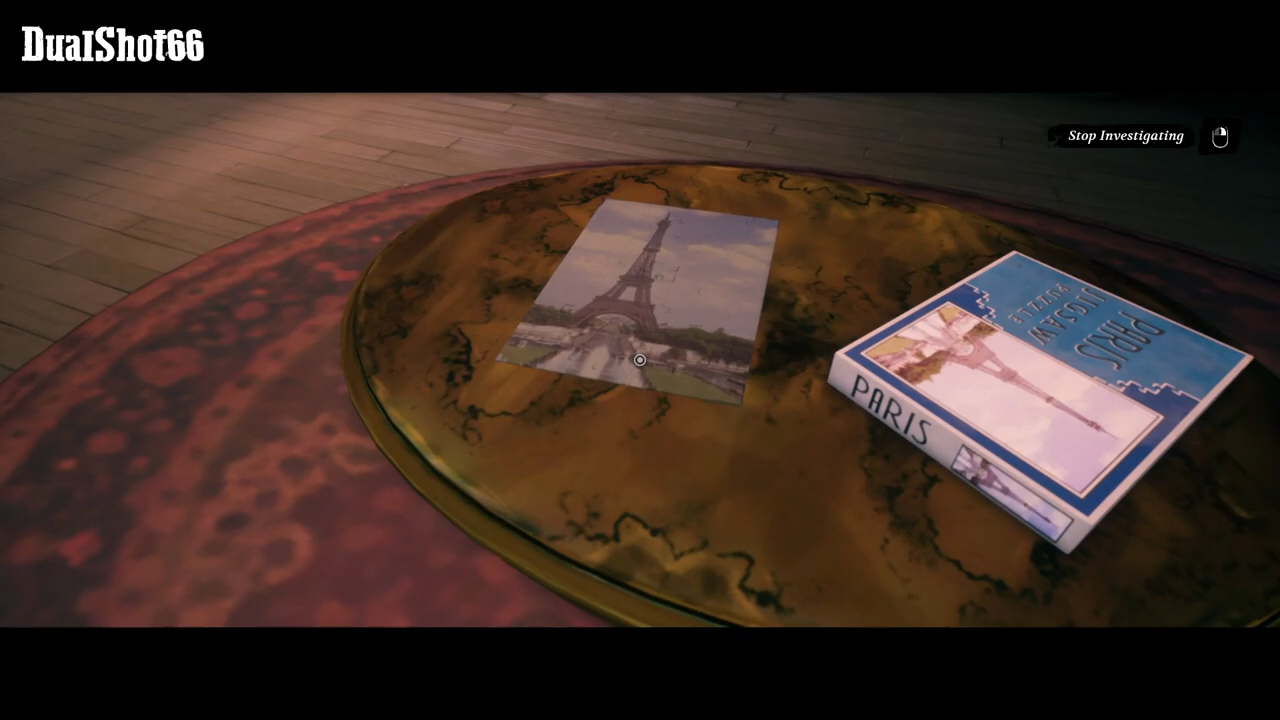 DualShot66
Stop Investigating
PARIS
JIGSAW
PUZZLE
PARIS